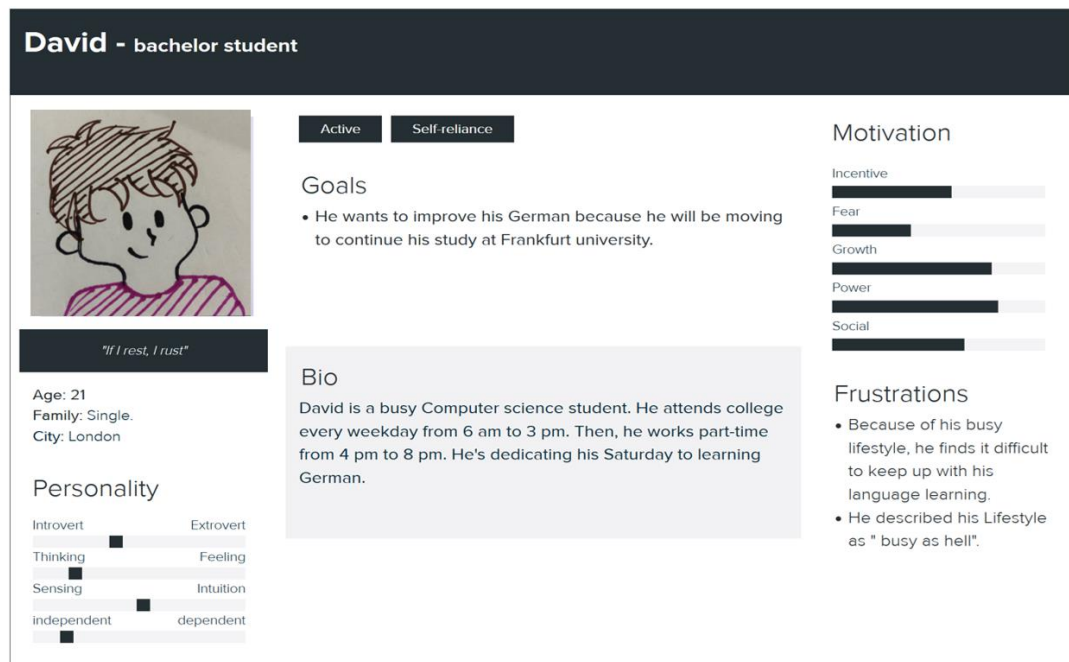 David - bachelor student
"If I rest, I rust"
Age: 21
Family: Single.
City: London
Personality
Introvert Extrovert
Thinking Feeling
Sensing Intuition
independent dependent
Active Self-reliance
Goals
• He wants to improve his German because he will be moving
to continue his study at Frankfurt university.
Bio
David is a busy Computer science student. He attends college
every weekday from 6 am to 3 pm. Then, he works part-time
from 4 pm to 8 pm. He's dedicating his Saturday to learning
German.
Motivation
Incentive
Fear
Growth
Power
Social
Frustrations
• Because of his busy
lifestyle, he finds it difficult
to keep up with his
language learning.
• He described his Lifestyle
as " busy as hell".